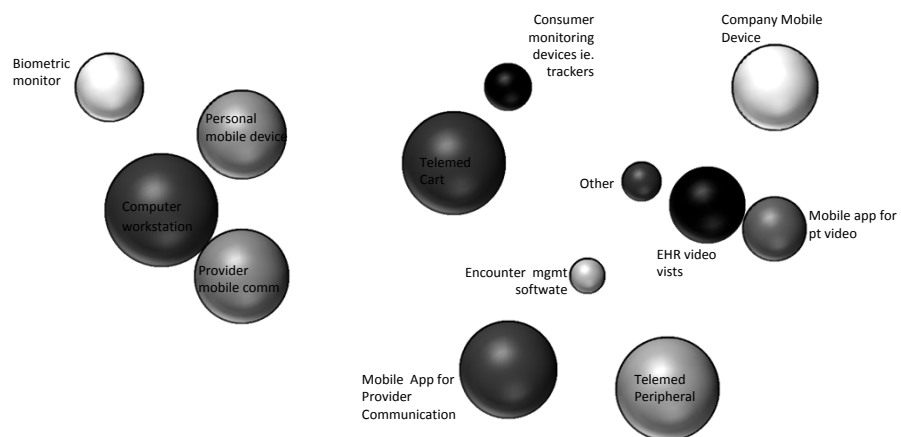 Biometric
monitor
Personal
mobile device
Computer
workstation
Provider
mobile comm
Consumer
monitoring
devices ie.
trackers
Telemed
Cart
Company Mobile
Device
Other
EHR video
vists
Mobile app for
pt video
Encounter mgmt
softwate
Mobile App for
Provider
Communication
Telemed
Peripheral